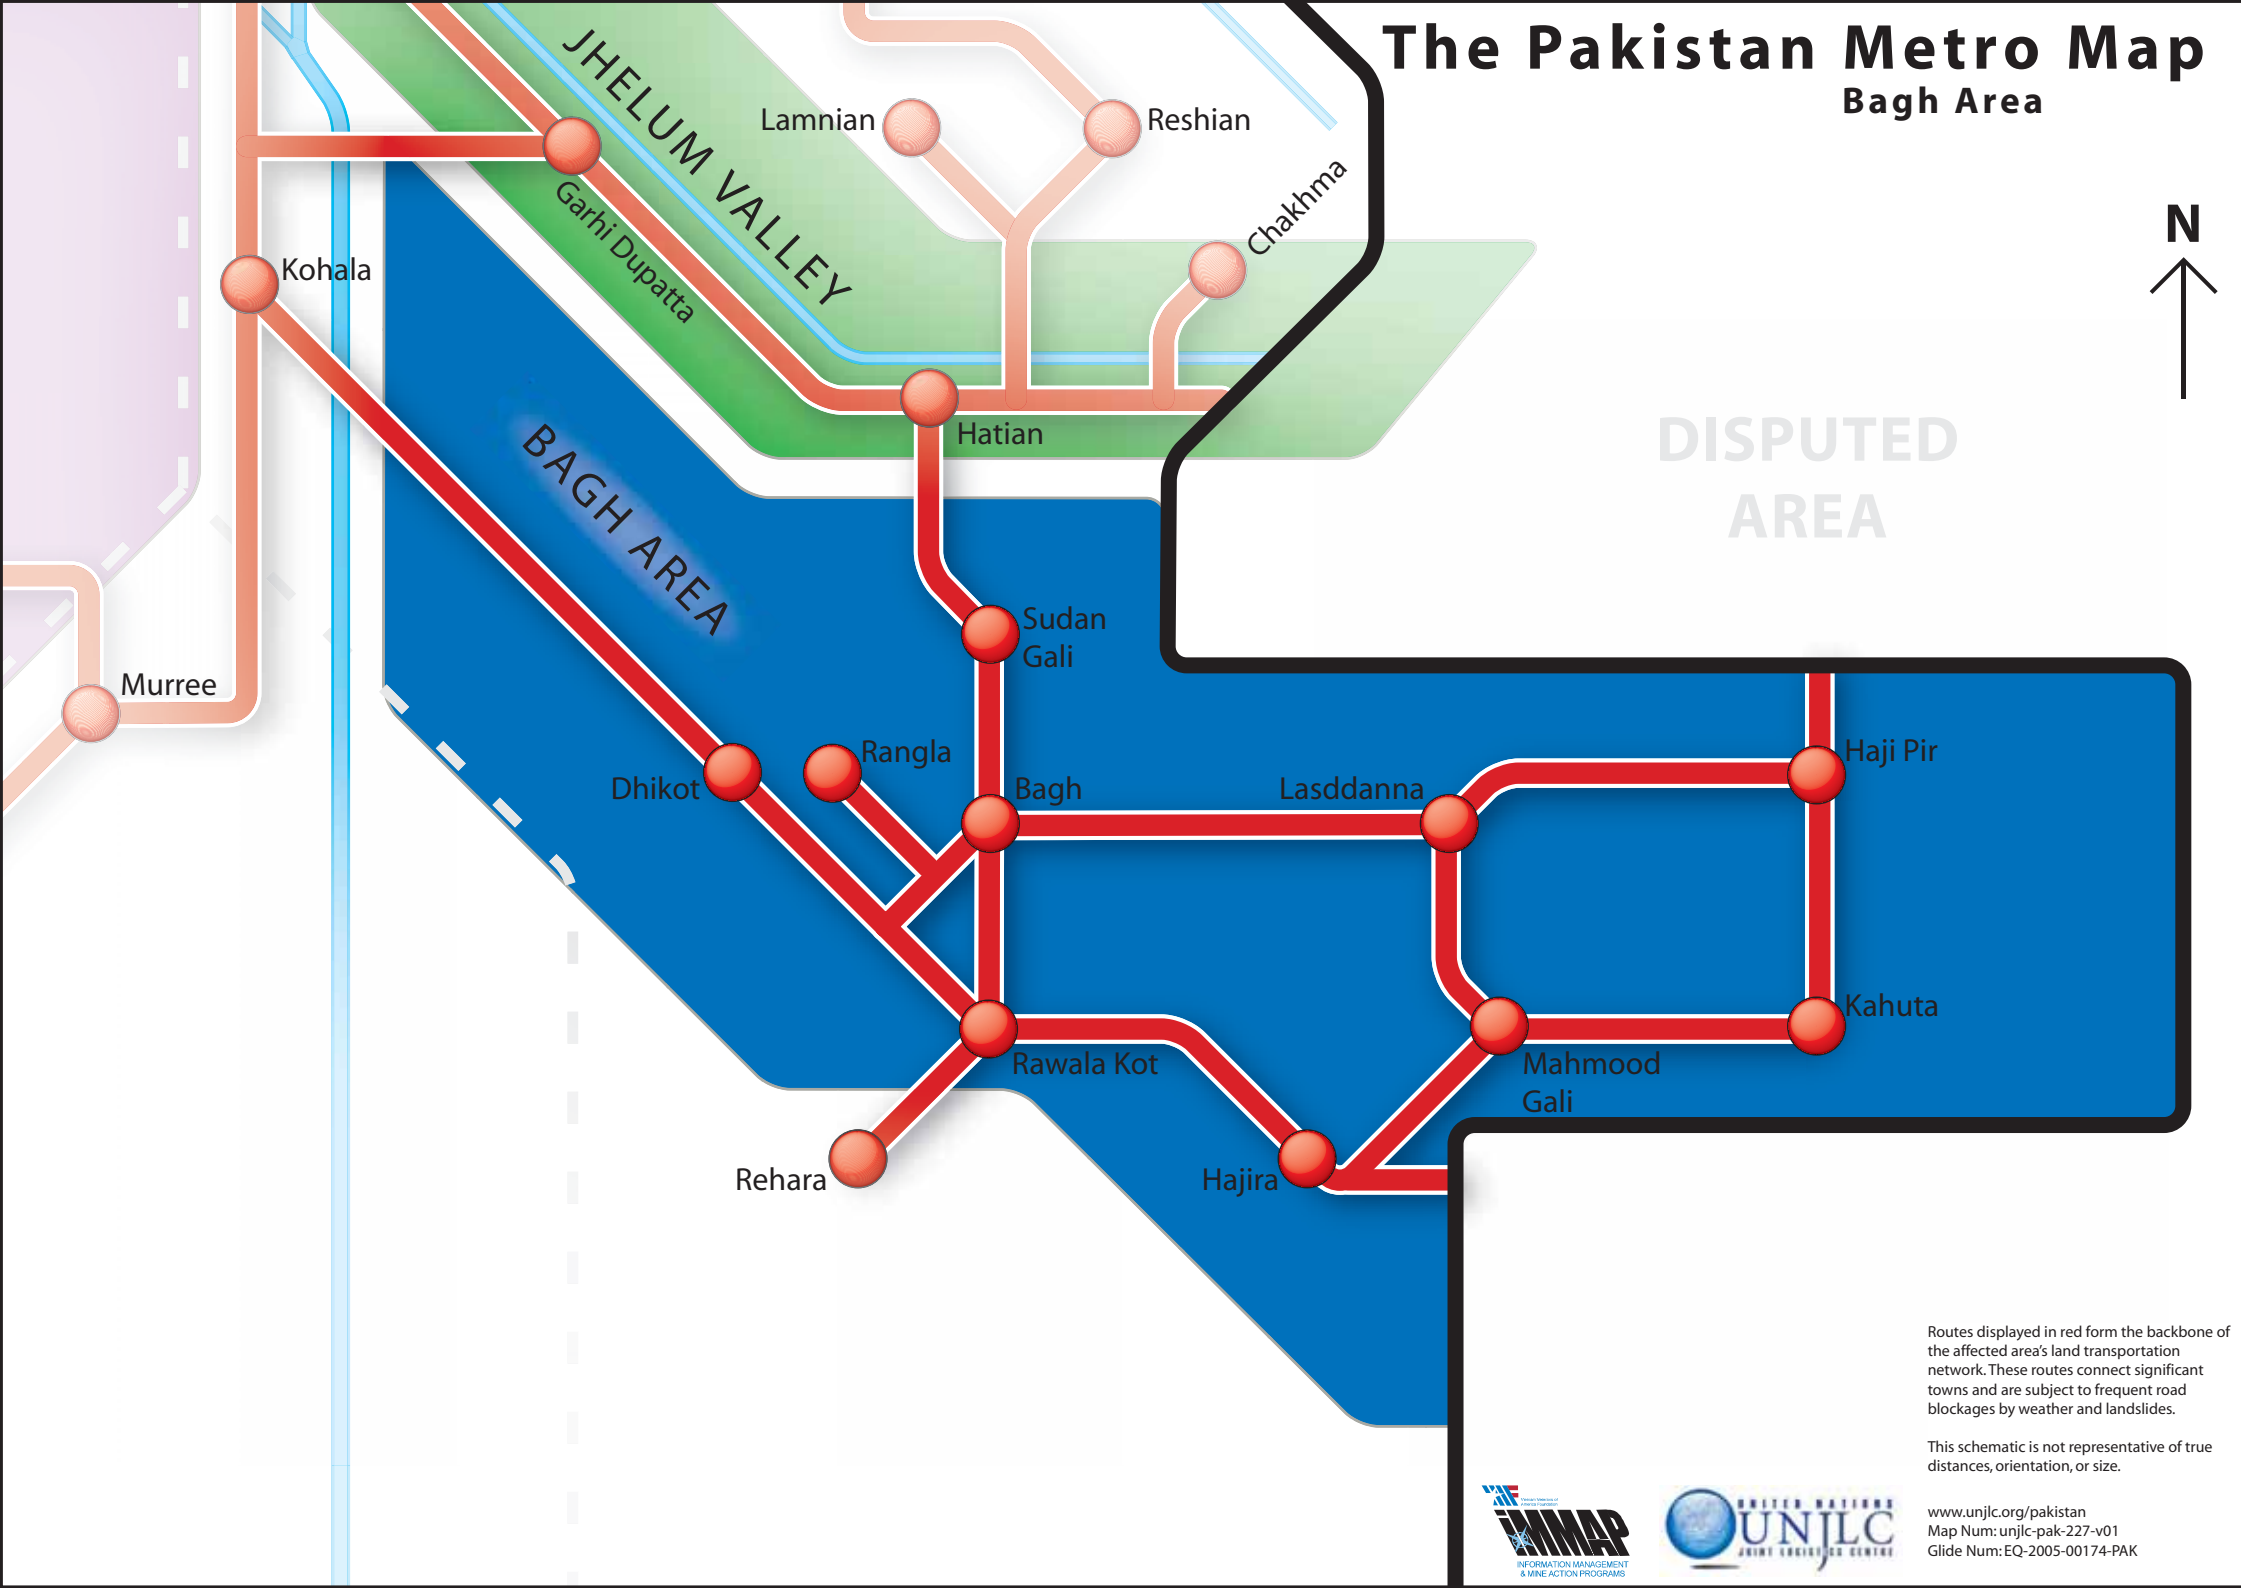 The Pakistan Metro Map
Bagh Area
N
JHELUM VALLEY
Lamnian
Reshian
Chakhma
Garhi Dupatta
Kohala
Hatian
DISPUTED
AREA
BAGH AREA
Sudan
Gali
Murree
Rangla
Dhikot
Bagh
Lasddanna
Haji Pir
Kahuta
Rawala Kot
Mahmood
Gali
Rehara
Hajira
Routes displayed in red form the backbone of
the affected area's land transportation
network. These routes connect significant
towns and are subject to frequent road
blockages by weather and landslides.
This schematic is not representative of true
distances, orientation, or size.
www.unjlc.org/pakistan
Map Num: unjlc-pak-227-v01
Glide Num: EQ-2005-00174-PAK
iMMAP
INFORMATION MANAGEMENT
& MINE ACTION PROGRAMS
UNITED NATIONS
UNJLC
JOINT LOGISTICS CENTRE